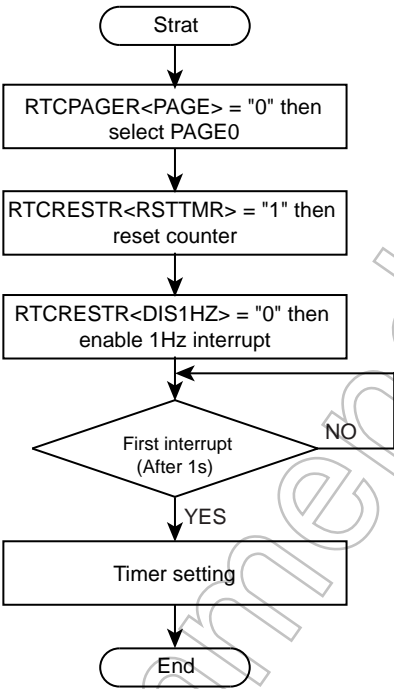 Strat
RTCPAGER<PAGE> = "0" then
select PAGE0
RTCRESTR<RSTTMR> = "1" then
reset counter
RTCRESTR<DIS1HZ> = "0" then
enable 1Hz interrupt
First interrupt
(After 1s)
NO
YES
Timer setting
End